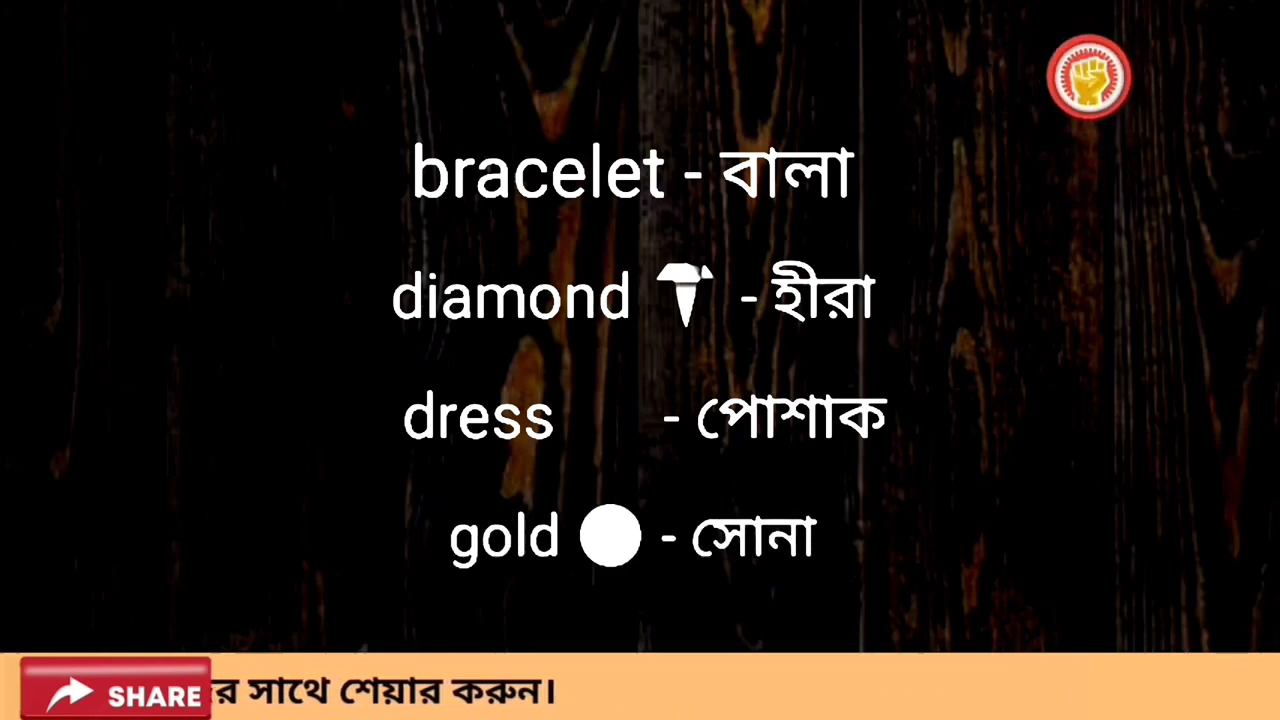 bracelet - বালা
diamond - হীরা
dress - পোশাক
gold - সোনা
SHARE সাথে শেয়ার করুন।